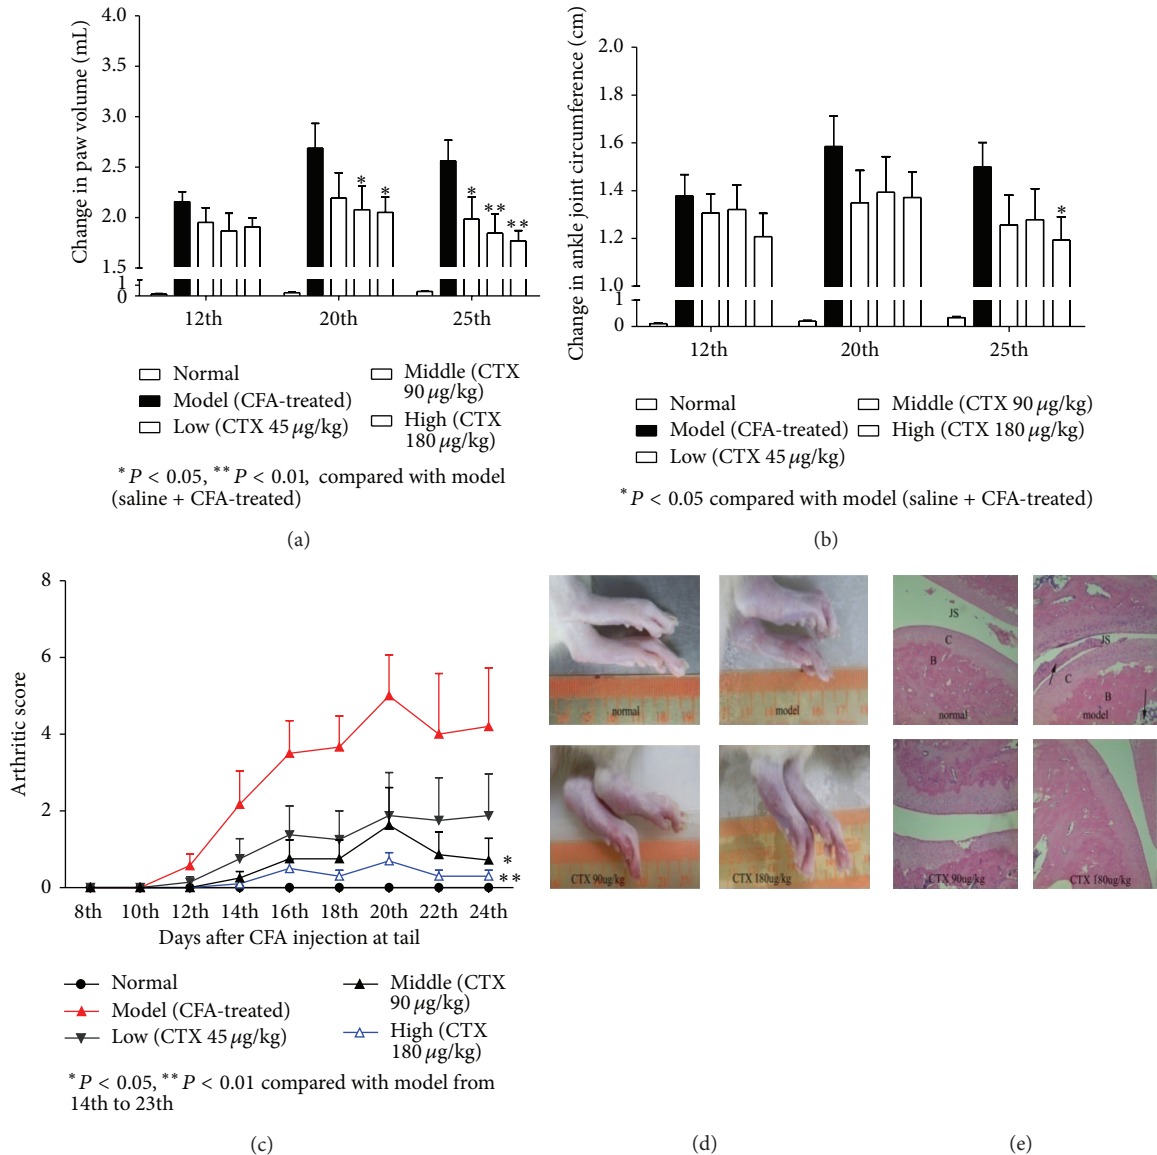 Change in paw volume (mL)
4.0
3.5
3.0
2.5
2.0
1.5
1
0
* *
* ** **
12th 20th 25th
Normal
Model (CFA-treated)
Low (CTX 45 μg/kg)
Middle (CTX
90 μg/kg)
High (CTX
180 μg/kg)
*P < 0.05, **P < 0.01, compared with model
(saline + CFA-treated)
(a)
Change in ankle joint circumference (cm)
2.0
1.8
1.6
1.4
1.2
1.0
1
0
*
12th 20th 25th
Normal
Model (CFA-treated)
Low (CTX 45 μg/kg)
Middle (CTX 90 μg/kg)
High (CTX 180 μg/kg)
*P < 0.05 compared with model (saline + CFA-treated)
(b)
Arthritic score
8
6
4
2
0
*
**
8th 10th 12th 14th 16th 18th 20th 22th 24th
Days after CFA injection at tail
Normal
Model (CFA-treated)
Low (CTX 45 μg/kg)
Middle (CTX
90 μg/kg)
High (CTX
180 μg/kg)
*P < 0.05, **P < 0.01 compared with model from
14th to 23th
(c)
normal
model
CTX 90ug/kg
CTX 180ug/kg
(d)
JS
C
B
normal
JS
C
B
model
CTX 90ug/kg
CTX 180ug/kg
(e)